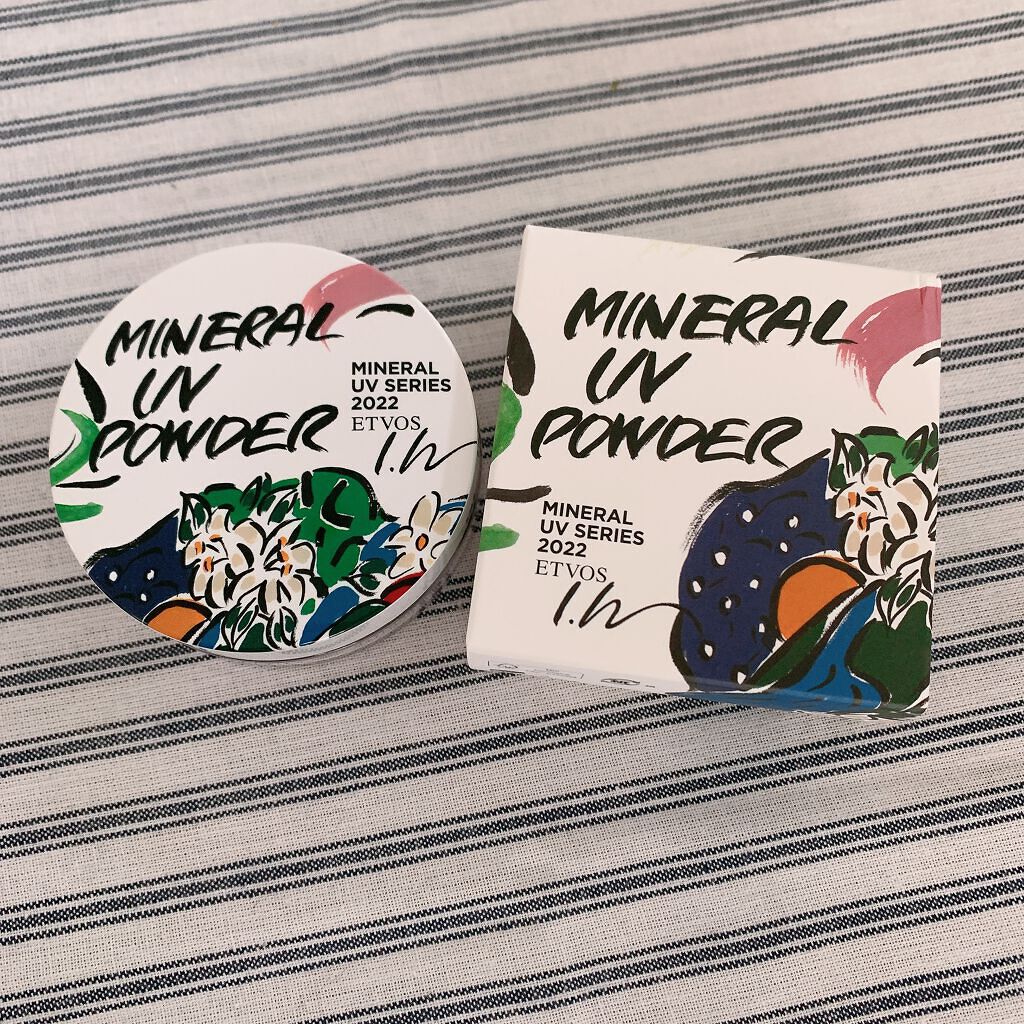 MINERAL
UV
POWDER
MINERAL
UV SERIES
2022
ETVOS
I.W
MINERAL
UV
POWDER
MINERAL
UV SERIES
2022
ETVOS
I.W